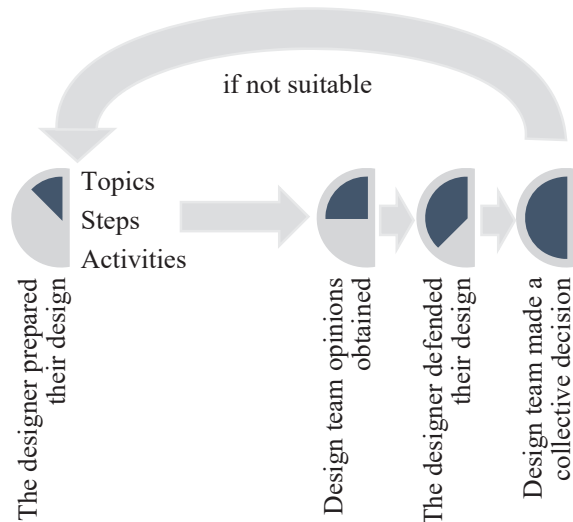 if not suitable
Topics
Steps
Activities
The designer prepared
their design
Design team opinions
obtained
The designer defended
their design
Design team made a
collective decision